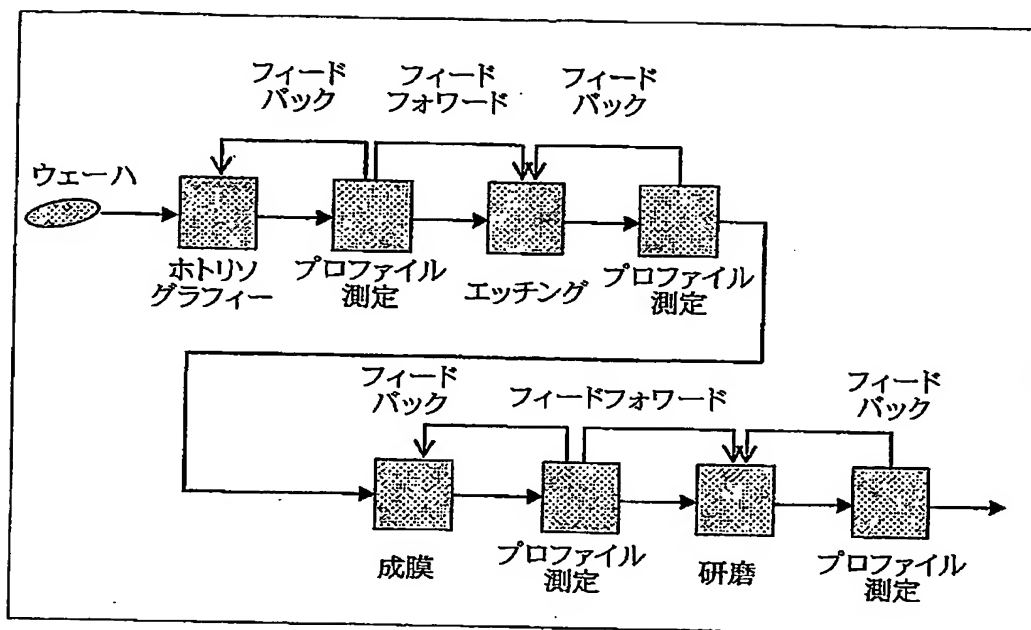 フィード
バック
フィード
フォワード
フィード
バック
ウェーハ
ホトリソ
グラフィー
プロファイル
測定
エッチング
プロファイル
測定
フィード
バック
フィードフォワード
フィード
バック
成膜
プロファイル
測定
研磨
プロファイル
測定